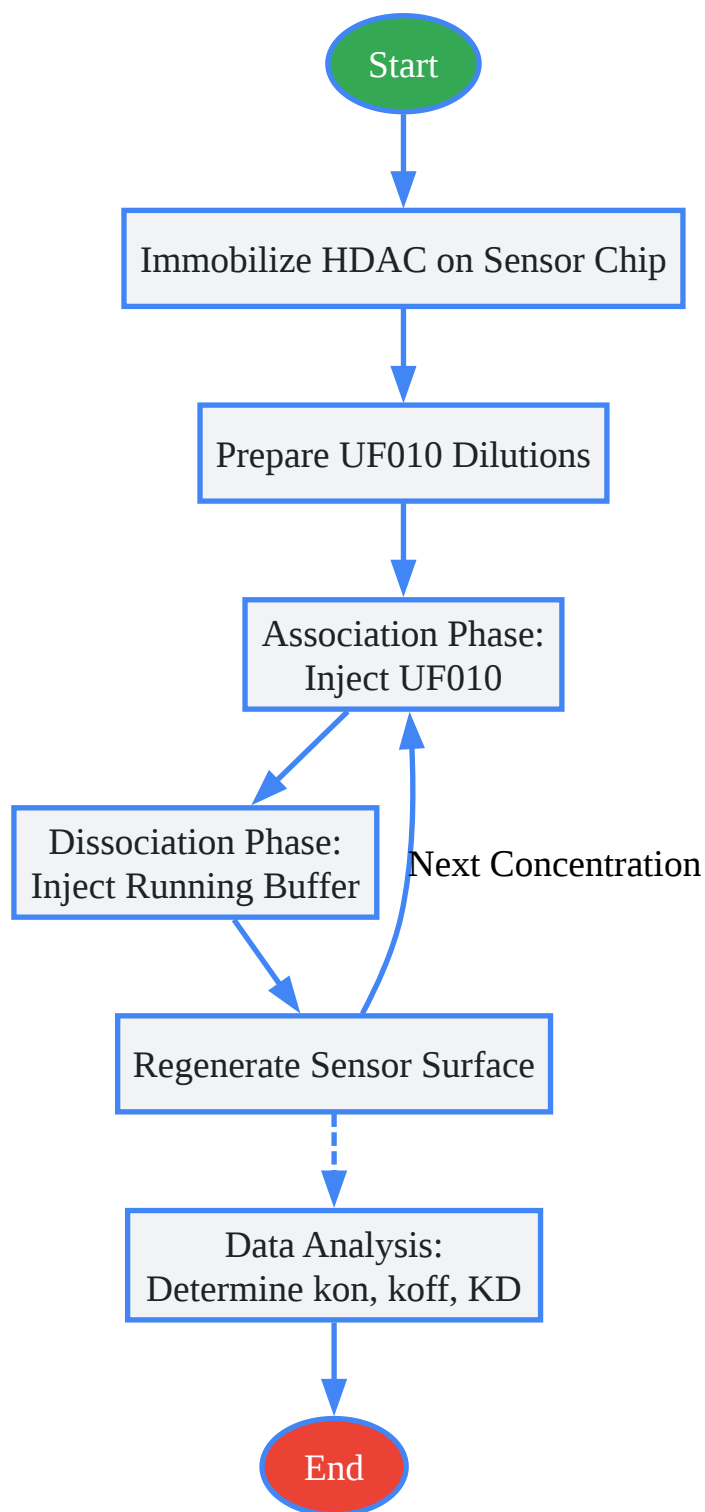 Start
Immobilize HDAC on Sensor Chip
Prepare UF010 Dilutions
Association Phase:
Inject UF010
Dissociation Phase:
Inject Running Buffer
Next Concentration
Regenerate Sensor Surface
Data Analysis:
Determine kon, koff, KD
End